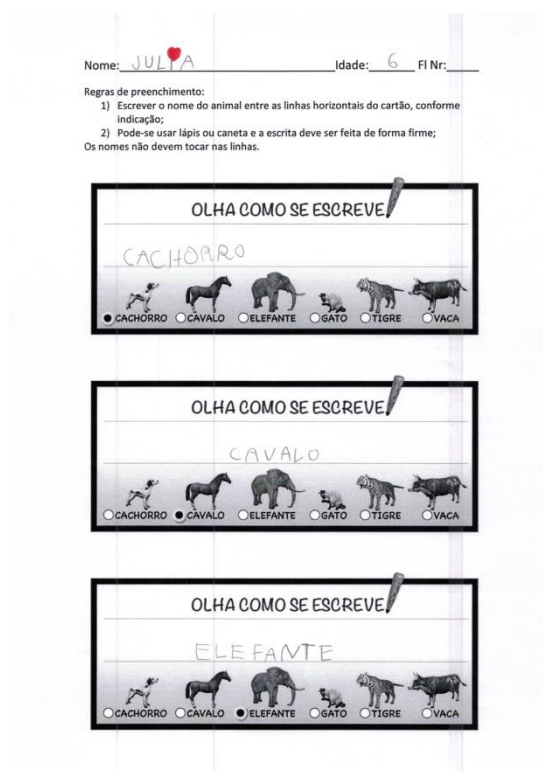 Nome: JULIA Idade: 6 Fl Nr:
Regras de preenchimento:
1) Escrever o nome do animal entre as linhas horizontais do cartão, conforme
indicação;
2) Pode-se usar lápis ou caneta e a escrita deve ser feita de forma firme;
Os nomes não devem tocar nas linhas.
OLHA COMO SE ESCREVE
CACHORRO
CACHORRO CAVALO ELEFANTE GATO TIGRE VACA
OLHA COMO SE ESCREVE
CAVALO
CACHORRO CAVALO ELEFANTE GATO TIGRE VACA
OLHA COMO SE ESCREVE
ELEFANTE
CACHORRO CAVALO ELEFANTE GATO TIGRE VACA